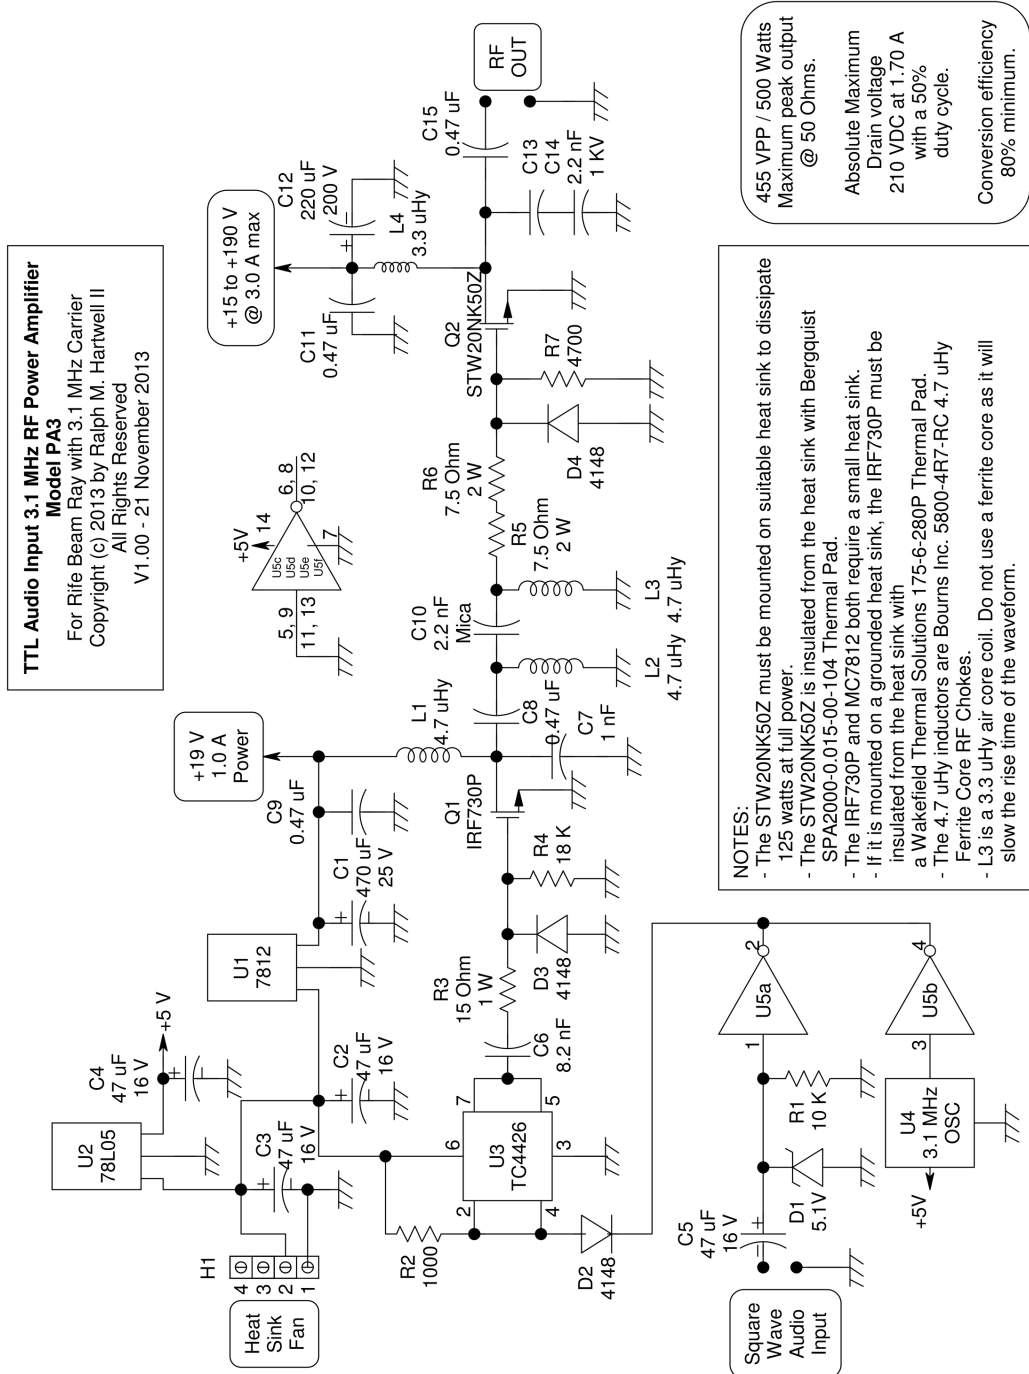 TTL Audio Input 3.1 MHz RF Power Amplifier
Model PA3
For Rife Beam Ray with 3.1 MHz Carrier
Copyright (c) 2013 by Ralph M. Hartwell II
All Rights Reserved
V1.00 - 21 November 2013
Heat
Sink
Fan
H1
4
3
2
1
U2
78L05
C4
47 uF
16 V
+
+5 V
C3
47 uF
16 V
+
C2
47 uF
16 V
+
U1
7812
C1
470 uF
25 V
+
C9
0.47 uF
+19 V
1.0 A
Power
L1
4.7 uHy
+5V
14
U5c
U5d
U5e
U5f
5, 9
11, 13
6, 8
10, 12
7
+15 to +190 V
@ 3.0 A max
C11
0.47 uF
C12
220 uF
200 V
+
L4
3.3 uHy
C15
0.47 uF
RF
OUT
C13
C14
2.2 nF
1 KV
R2
1000
2
4
6
7
5
3
U3
TC4426
C6
8.2 nF
R3
15 Ohm
1 W
D3
4148
R4
18 K
Q1
IRF730P
C8
0.47 uF
C7
1 nF
C10
2.2 nF
Mica
L2
4.7 uHy
L3
4.7 uHy
R5
7.5 Ohm
2 W
R6
7.5 Ohm
2 W
D4
4148
R7
4700
Q2
STW20NK50Z
D2
4148
Square
Wave
Audio
Input
C5
47 uF
16 V
+
D1
5.1V
R1
10 K
1
U5a
2
+5V
U4
3.1 MHz
OSC
3
U5b
4
NOTES:
- The STW20NK50Z must be mounted on suitable heat sink to dissipate
125 watts at full power.
- The STW20NK50Z is insulated from the heat sink with Bergquist
SPA2000-0.015-00-104 Thermal Pad.
- The IRF730P and MC7812 both require a small heat sink.
- If it is mounted on a grounded heat sink, the IRF730P must be
insulated from the heat sink with
a Wakefield Thermal Solutions 175-6-280P Thermal Pad.
- The 4.7 uHy inductors are Bourns Inc. 5800-4R7-RC 4.7 uHy
Ferrite Core RF Chokes.
- L3 is a 3.3 uHy air core coil. Do not use a ferrite core as it will
slow the rise time of the waveform.
455 VPP / 500 Watts
Maximum peak output
@ 50 Ohms.
Absolute Maximum
Drain voltage
210 VDC at 1.70 A
with a 50%
duty cycle.
Conversion efficiency
80% minimum.